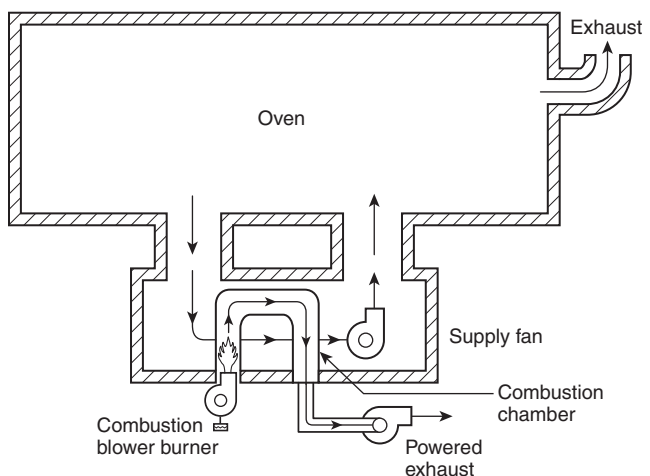 Exhaust
Oven
Supply fan
Combustion
chamber
Combustion
blower burner
Powered
exhaust